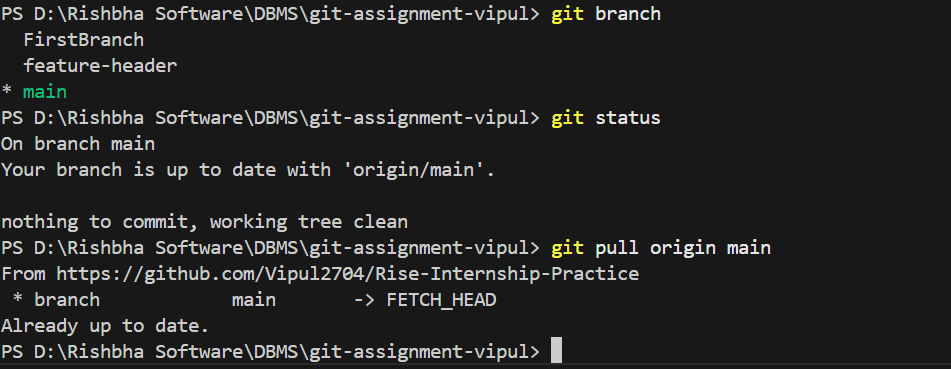 PS D:\Rishbha Software\DBMS\git-assignment-vipul> git branch
  FirstBranch
  feature-header
* main
PS D:\Rishbha Software\DBMS\git-assignment-vipul> git status
On branch main
Your branch is up to date with 'origin/main'.

nothing to commit, working tree clean
PS D:\Rishbha Software\DBMS\git-assignment-vipul> git pull origin main
From https://github.com/Vipul2704/Rise-Internship-Practice
 * branch            main       -> FETCH_HEAD
Already up to date.
PS D:\Rishbha Software\DBMS\git-assignment-vipul>